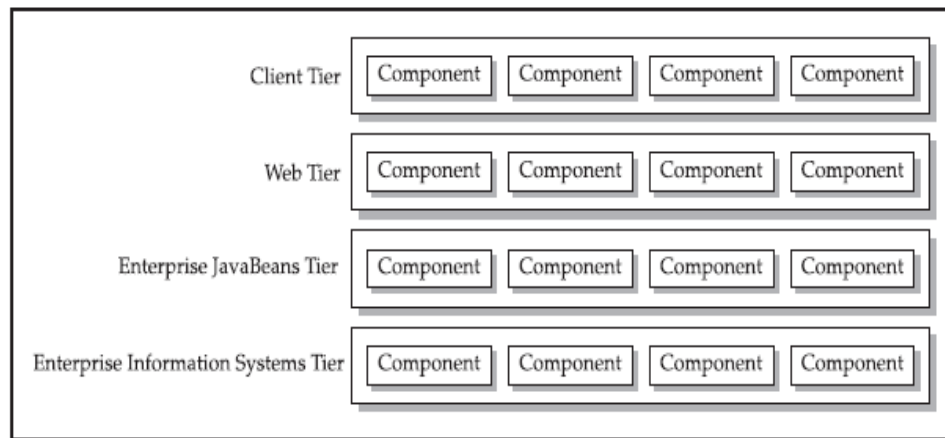 Client Tier Component Component Component Component
Web Tier Component Component Component Component
Enterprise JavaBeans Tier Component Component Component Component
Enterprise Information Systems Tier Component Component Component Component